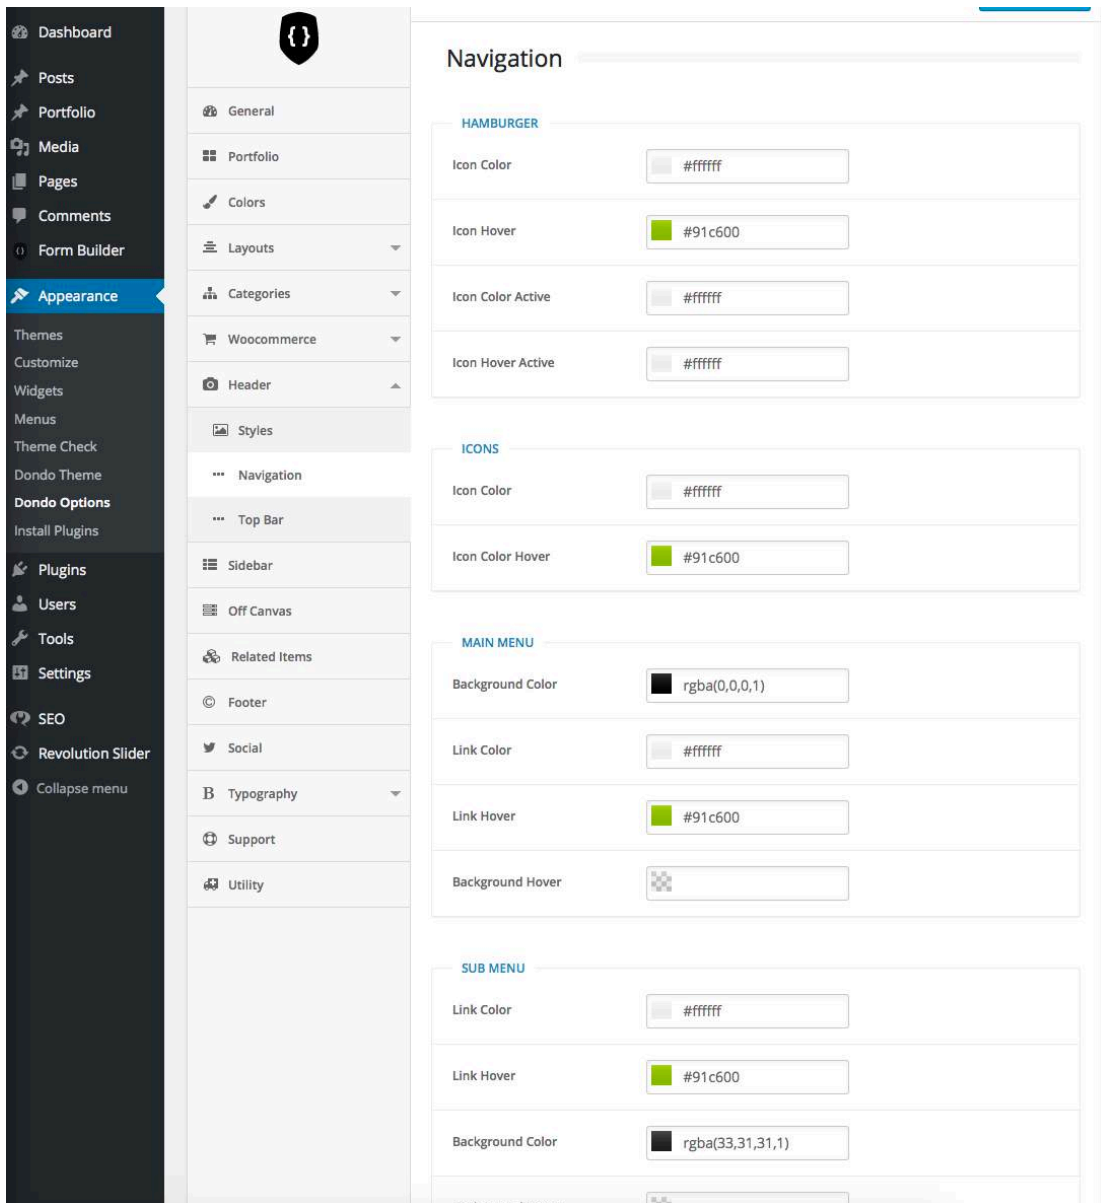 Dashboard
Posts
Portfolio
Media
Pages
Comments
Form Builder
Appearance
Themes
Customize
Widgets
Menus
Theme Check
Dondo Theme
Dondo Options
Install Plugins
Plugins
Users
Tools
Settings
SEO
Revolution Slider
Collapse menu
{}
General
Portfolio
Colors
Layouts
Categories
Woocommerce
Header
Styles
Navigation
Top Bar
Sidebar
Off Canvas
Related Items
Footer
Social
B Typography
Support
Utility
Navigation
HAMBURGER
Icon Color #ffffff
Icon Hover #91c600
Icon Color Active #ffffff
Icon Hover Active #ffffff
ICONS
Icon Color #ffffff
Icon Color Hover #91c600
MAIN MENU
Background Color rgba(0,0,0,1)
Link Color #ffffff
Link Hover #91c600
Background Hover
SUB MENU
Link Color #ffffff
Link Hover #91c600
Background Color rgba(33,31,31,1)